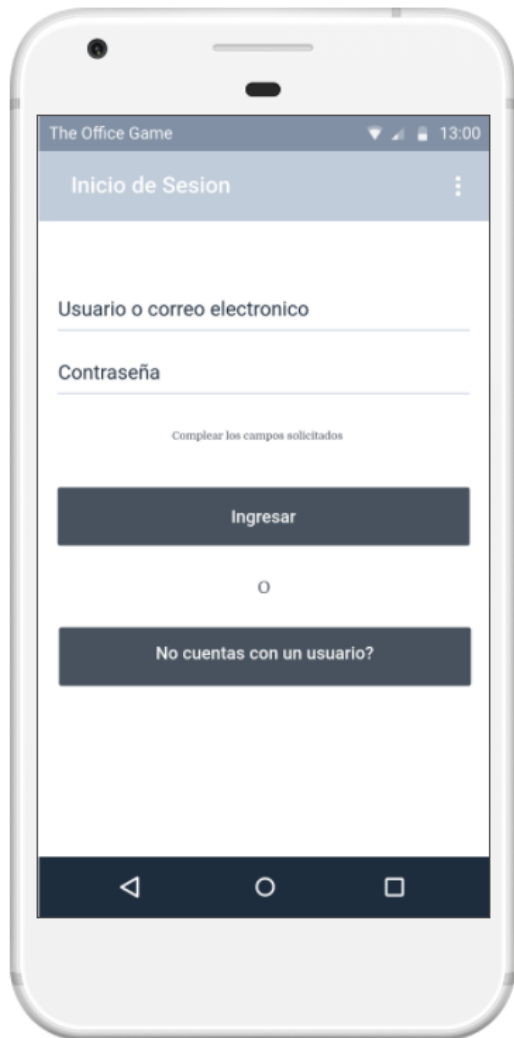 The Office Game 13:00
Inicio de Sesion
Usuario o correo electronico
Contraseña
Complear los campos solicitados
Ingresar
O
No cuentas con un usuario?